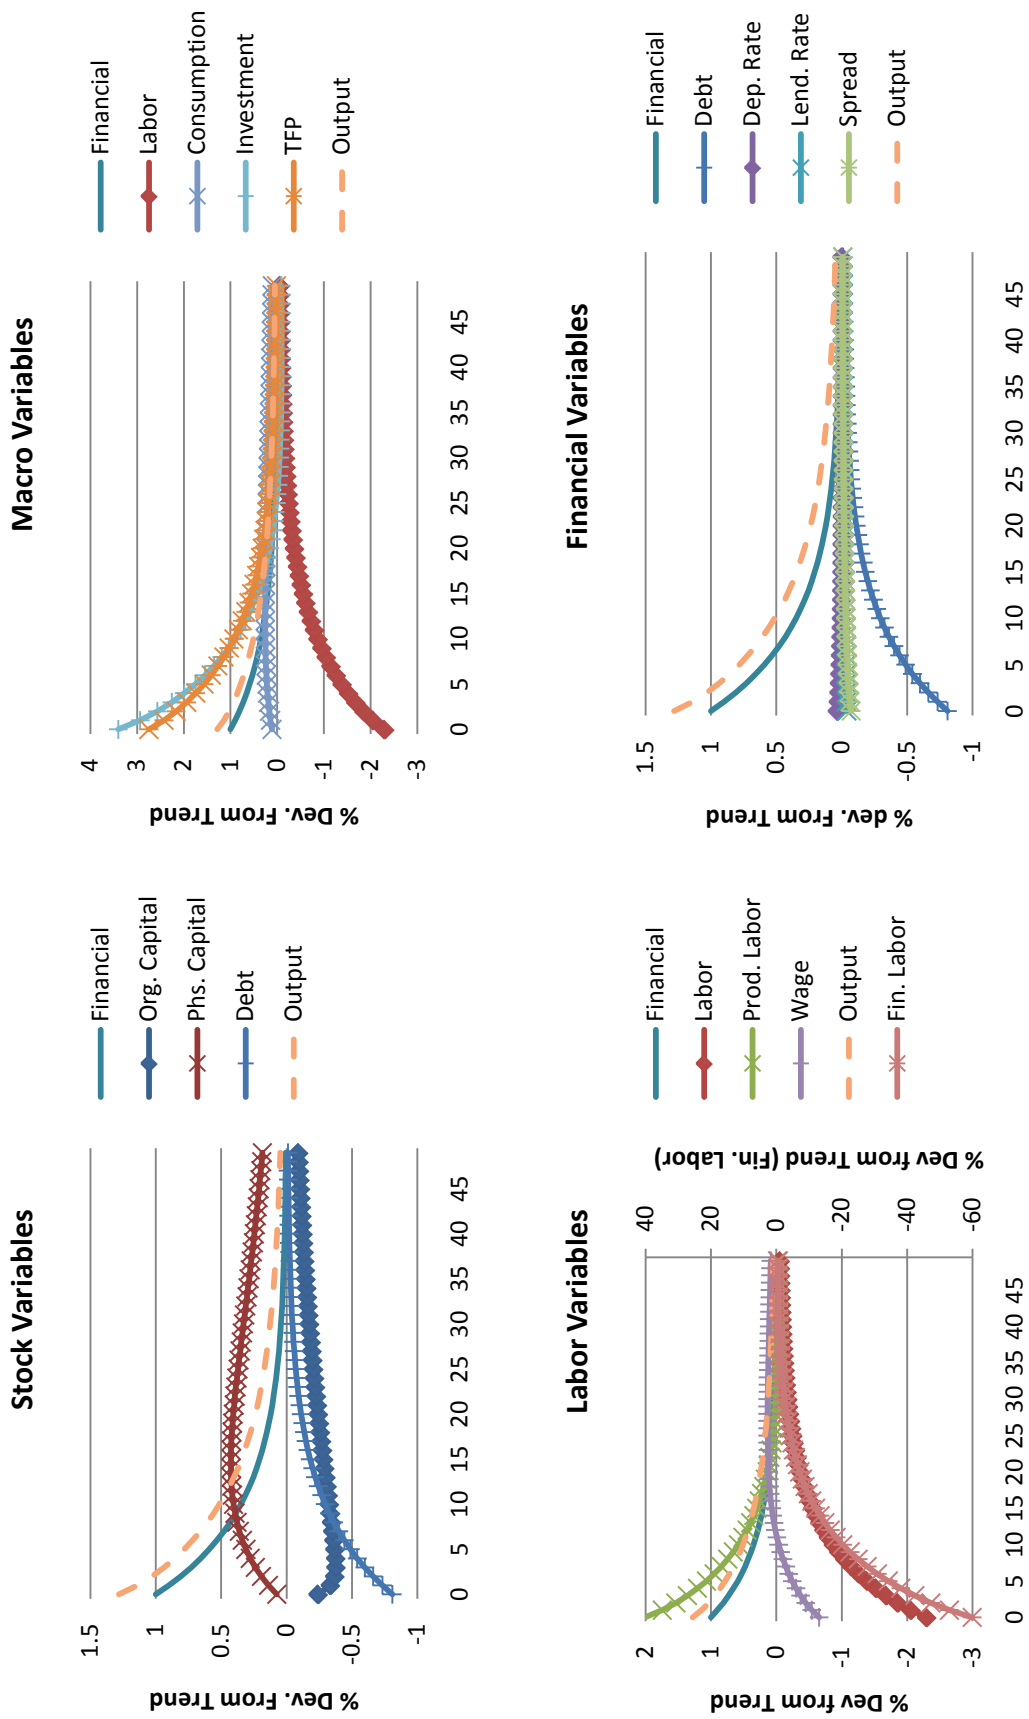 Stock Variables
% Dev. From Trend
1.5
1
0.5
0
-0.5
-1
0 5 10 15 20 25 30 35 40 45
Financial
Org. Capital
Phs. Capital
Debt
Output
Macro Variables
% Dev. From Trend
4
3
2
1
0
-1
-2
-3
0 5 10 15 20 25 30 35 40 45
Financial
Labor
Consumption
Investment
TFP
Output
Labor Variables
% Dev from Trend
2
1
0
-1
-2
-3
0 5 10 15 20 25 30 35 40 45
40
20
0
-20
-40
-60
% Dev from Trend (Fin. Labor)
Financial
Labor
Prod. Labor
Wage
Output
Fin. Labor
Financial Variables
% dev. From Trend
1.5
1
0.5
0
-0.5
-1
0 5 10 15 20 25 30 35 40 45
Financial
Debt
Dep. Rate
Lend. Rate
Spread
Output